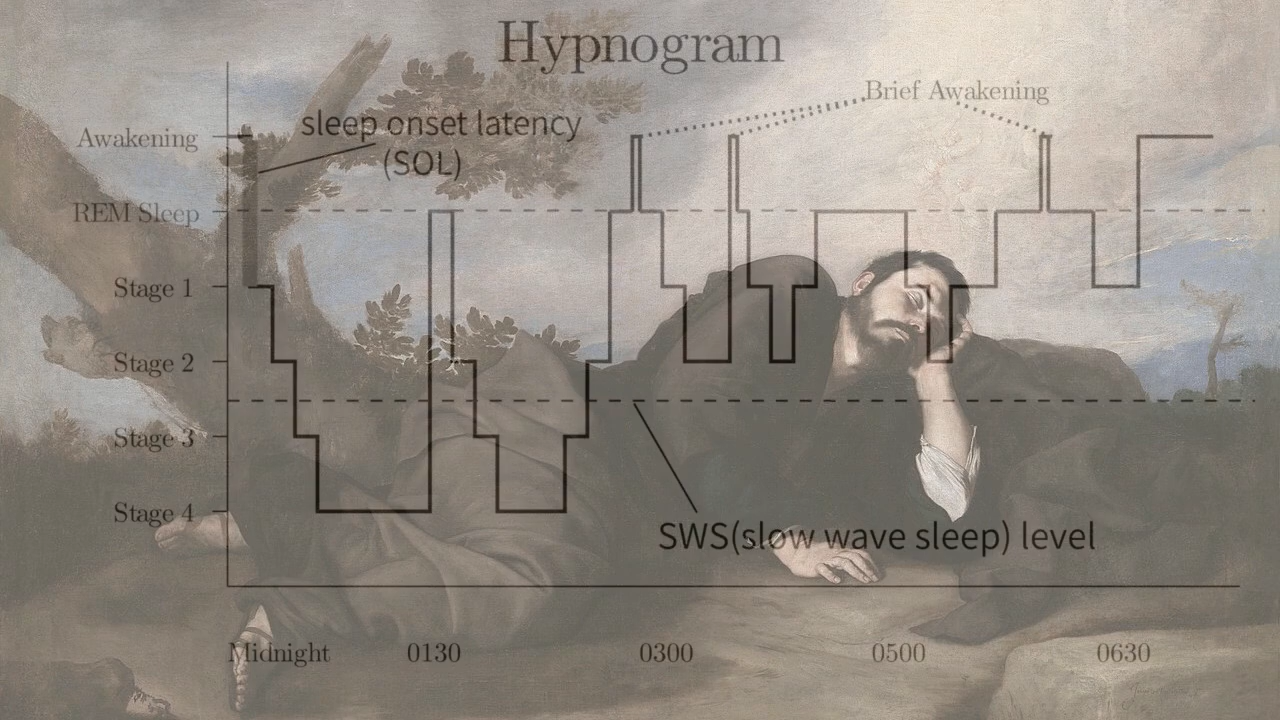 Hypnogram
Brief Awakening
sleep onset latency
(SOL)
Awakening
REM Sleep
Stage 1
Stage 2
Stage 3
Stage 4
SWS(slow wave sleep) level
Midnight 0130 0300 0500 0630